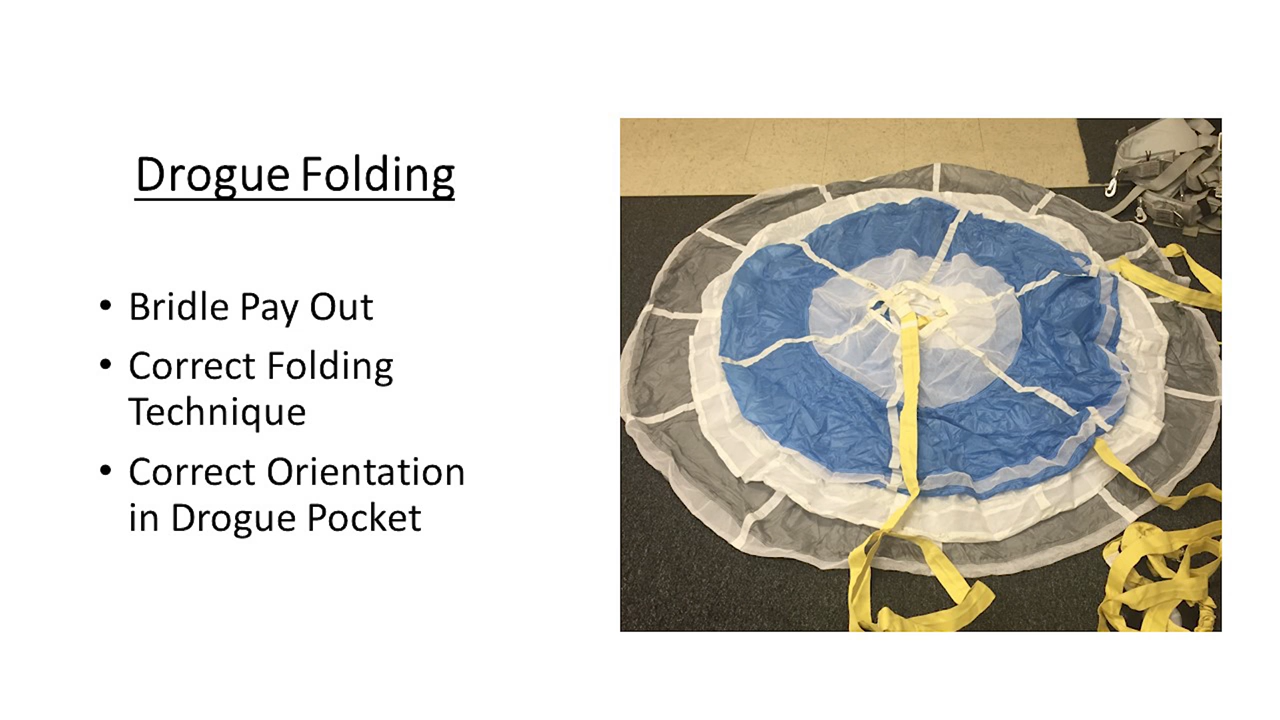 Drogue Folding
• Bridle Pay Out
• Correct Folding
Technique
• Correct Orientation
in Drogue Pocket